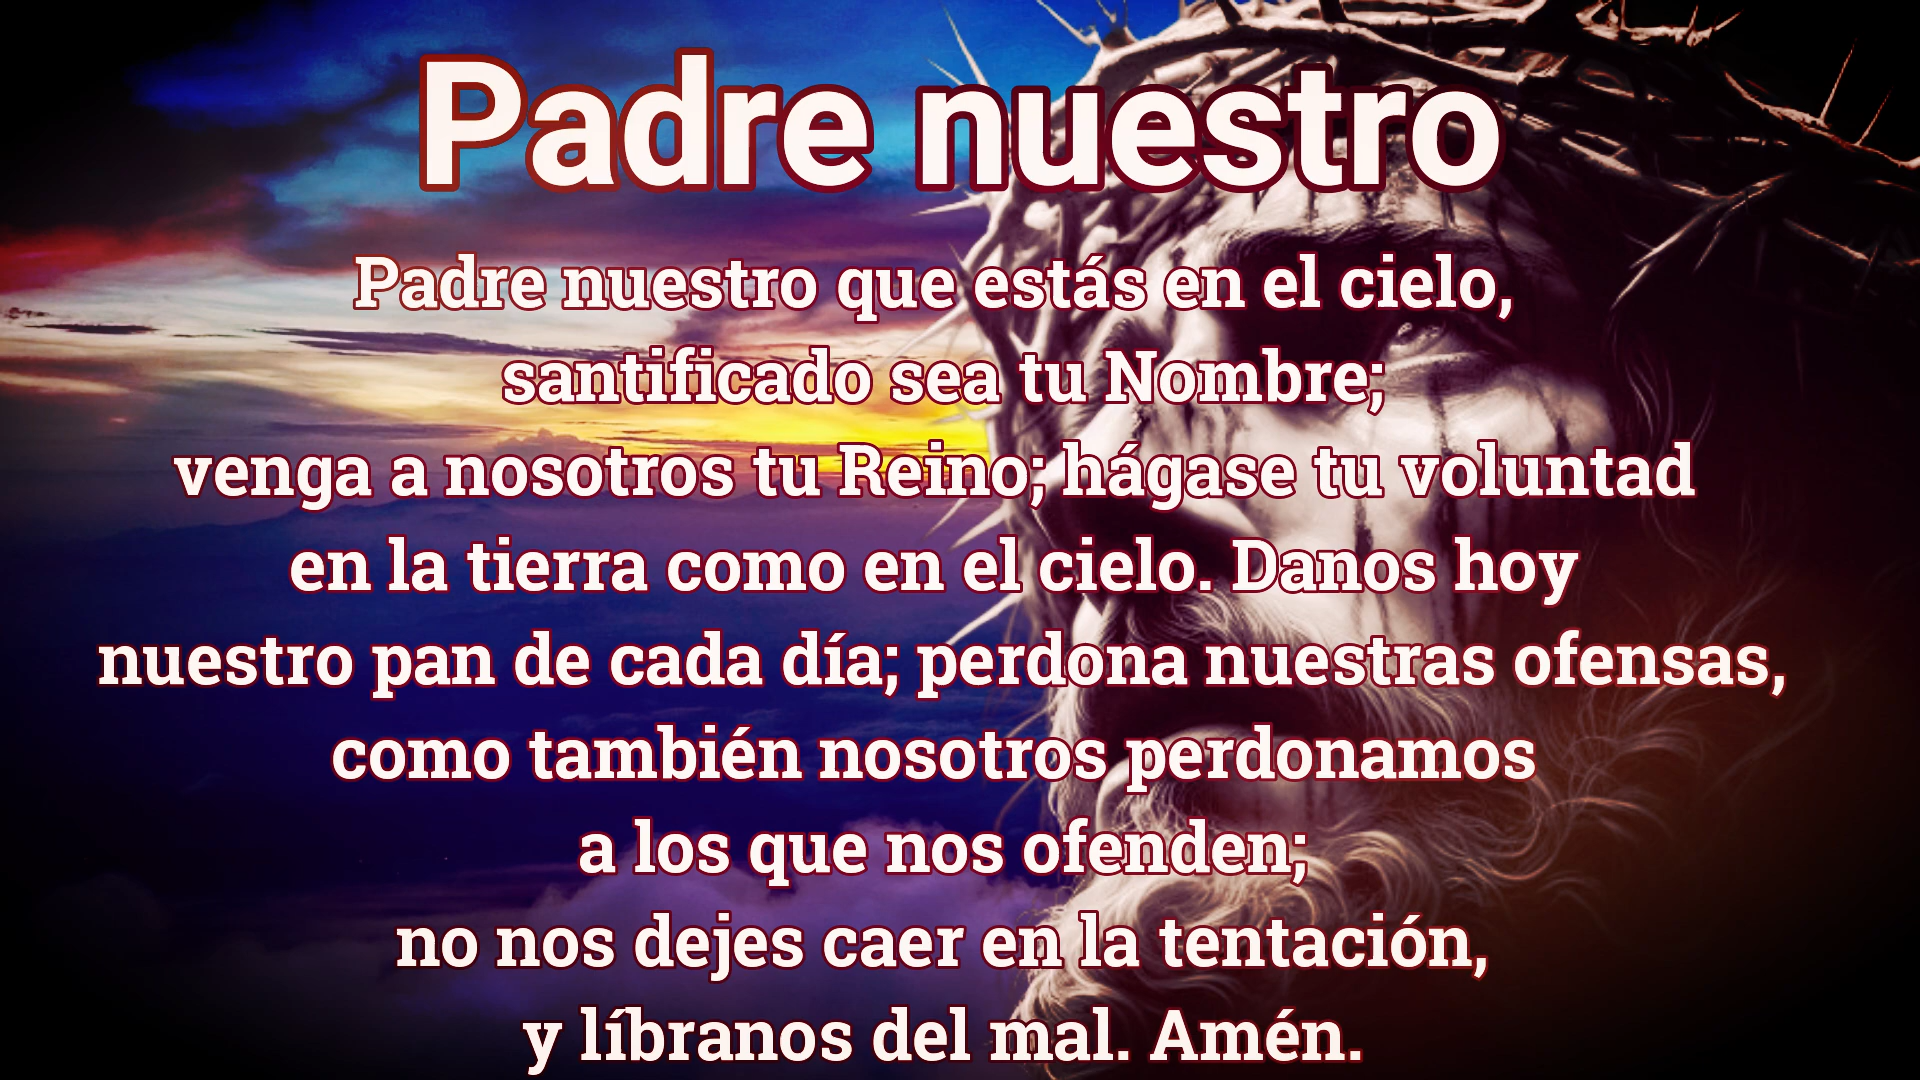 Padre nuestro
Padre nuestro que estás en el cielo,
santificado sea tu Nombre;
venga a nosotros tu Reino; hágase tu voluntad
en la tierra como en el cielo. Danos hoy
nuestro pan de cada día; perdona nuestras ofensas,
como también nosotros perdonamos
a los que nos ofenden;
no nos dejes caer en la tentación,
y líbranos del mal. Amén.